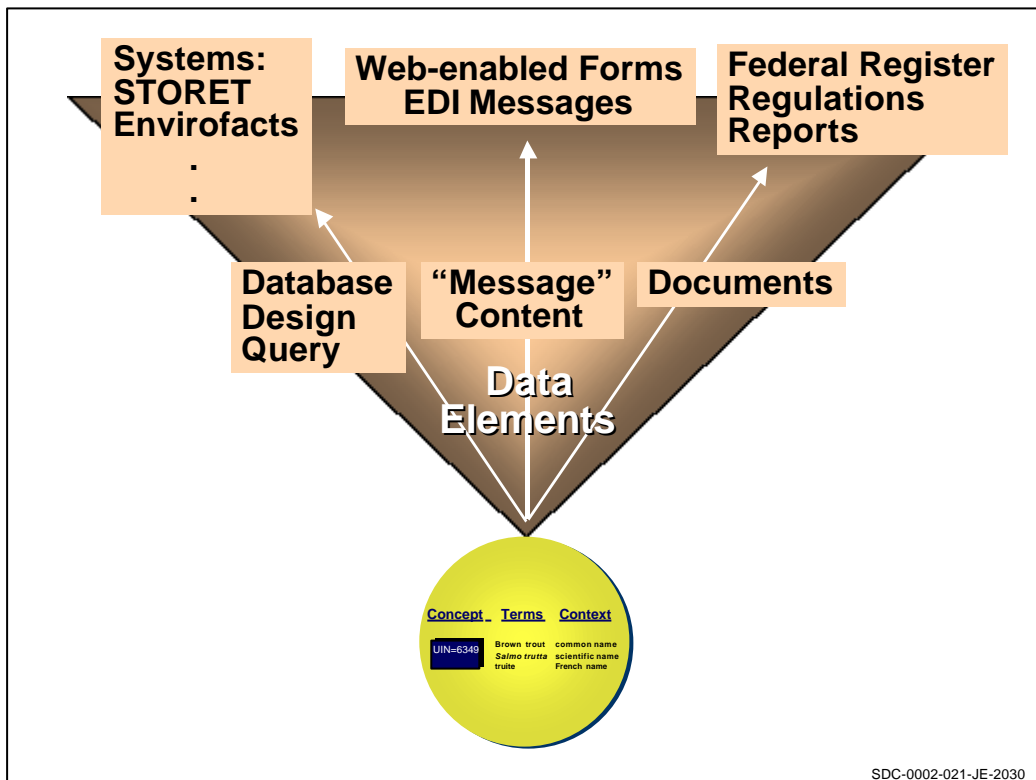 Systems:
STORET
Envirofacts
.
.
Web-enabled Forms
EDI Messages
Federal Register
Regulations
Reports
Database
Design
Query
“Message”
Content
Documents
Data
Elements
Concept Terms Context
UIN=6349 Brown trout common name
Salmo trutta scientific name
truite French name
SDC-0002-021-JE-2030